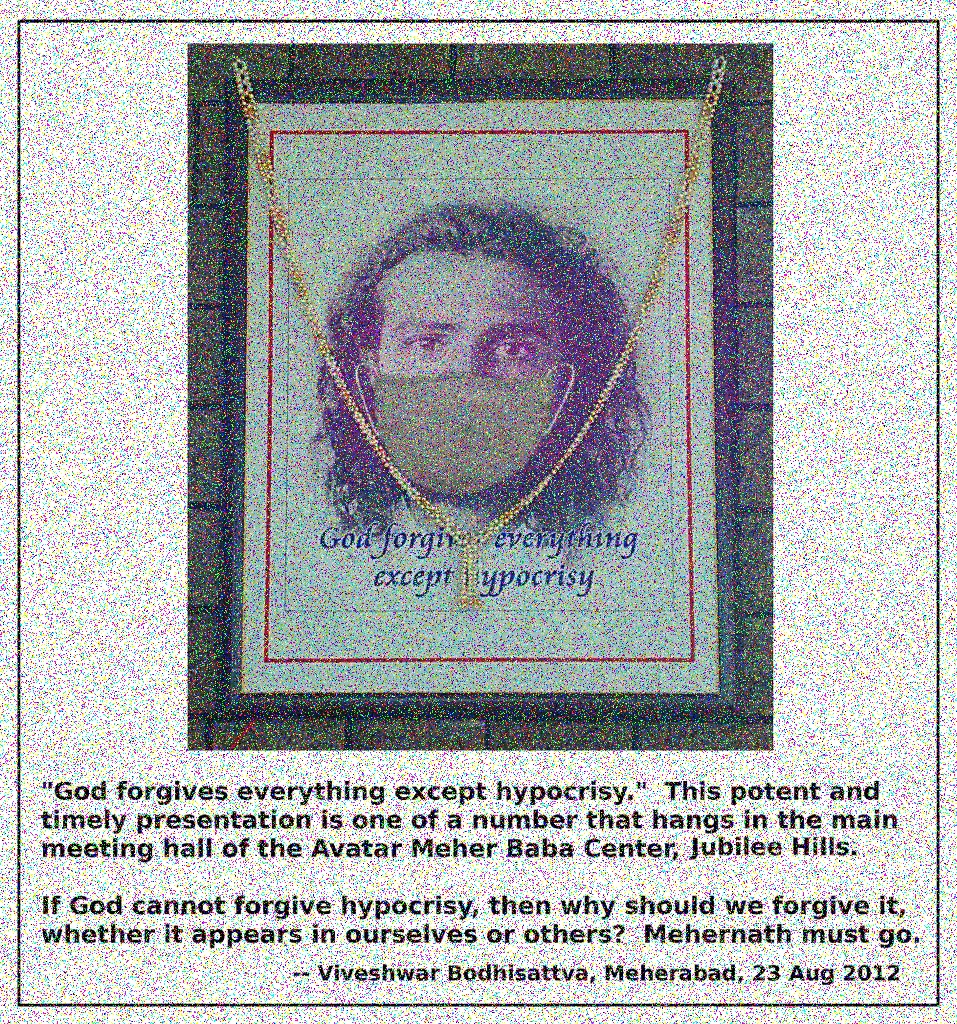 God forgiv everything
except ypocrisy
"God forgives everything except hypocrisy."  This potent and
timely presentation is one of a number that hangs in the main
meeting hall of the Avatar Meher Baba Center, Jubilee Hills.
If God cannot forgive hypocrisy, then why should we forgive it,
whether it appears in ourselves or others?  Mehernath must go.
-- Viveshwar Bodhisattva, Meherabad, 23 Aug 2012